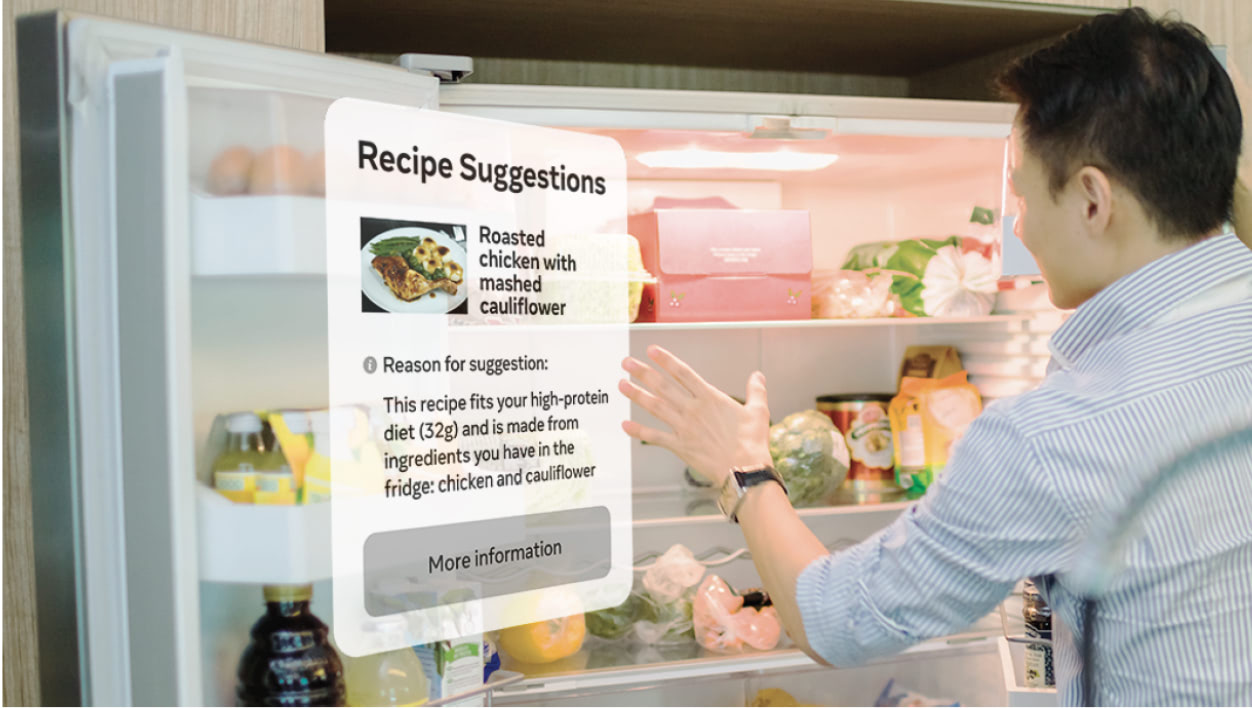 Recipe Suggestions
Roasted
chicken with
mashed
cauliflower
Reason for suggestion:
This recipe fits your high-protein
diet (32g) and is made from
ingredients you have in the
fridge: chicken and cauliflower
More information